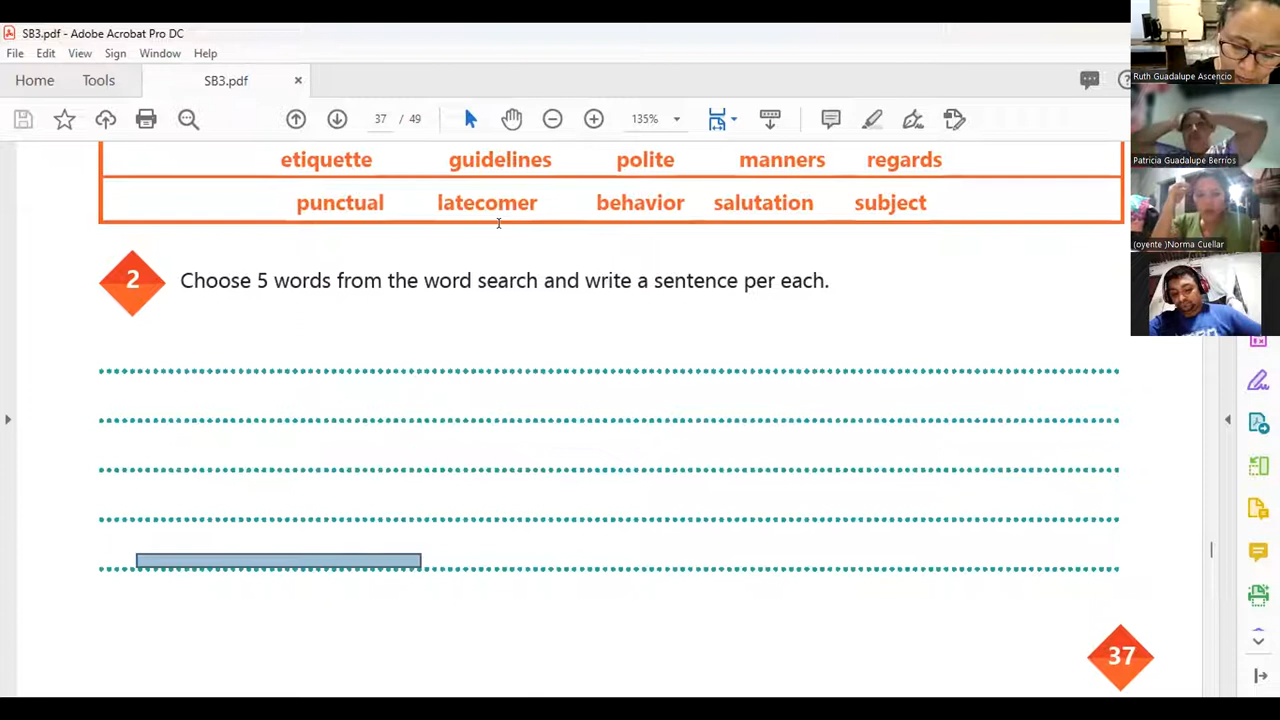 SB3.pdf - Adobe Acrobat Pro DC
File Edit View Sign Window Help
Home Tools SB3.pdf ×
37 / 49 135%
etiquette guidelines polite manners regards
punctual latecomer behavior salutation subject
2 Choose 5 words from the word search and write a sentence per each.
37
Ruth Guadalupe Ascencio
Patricia Guadalupe Berríos
(oyente )Norma Cuellar